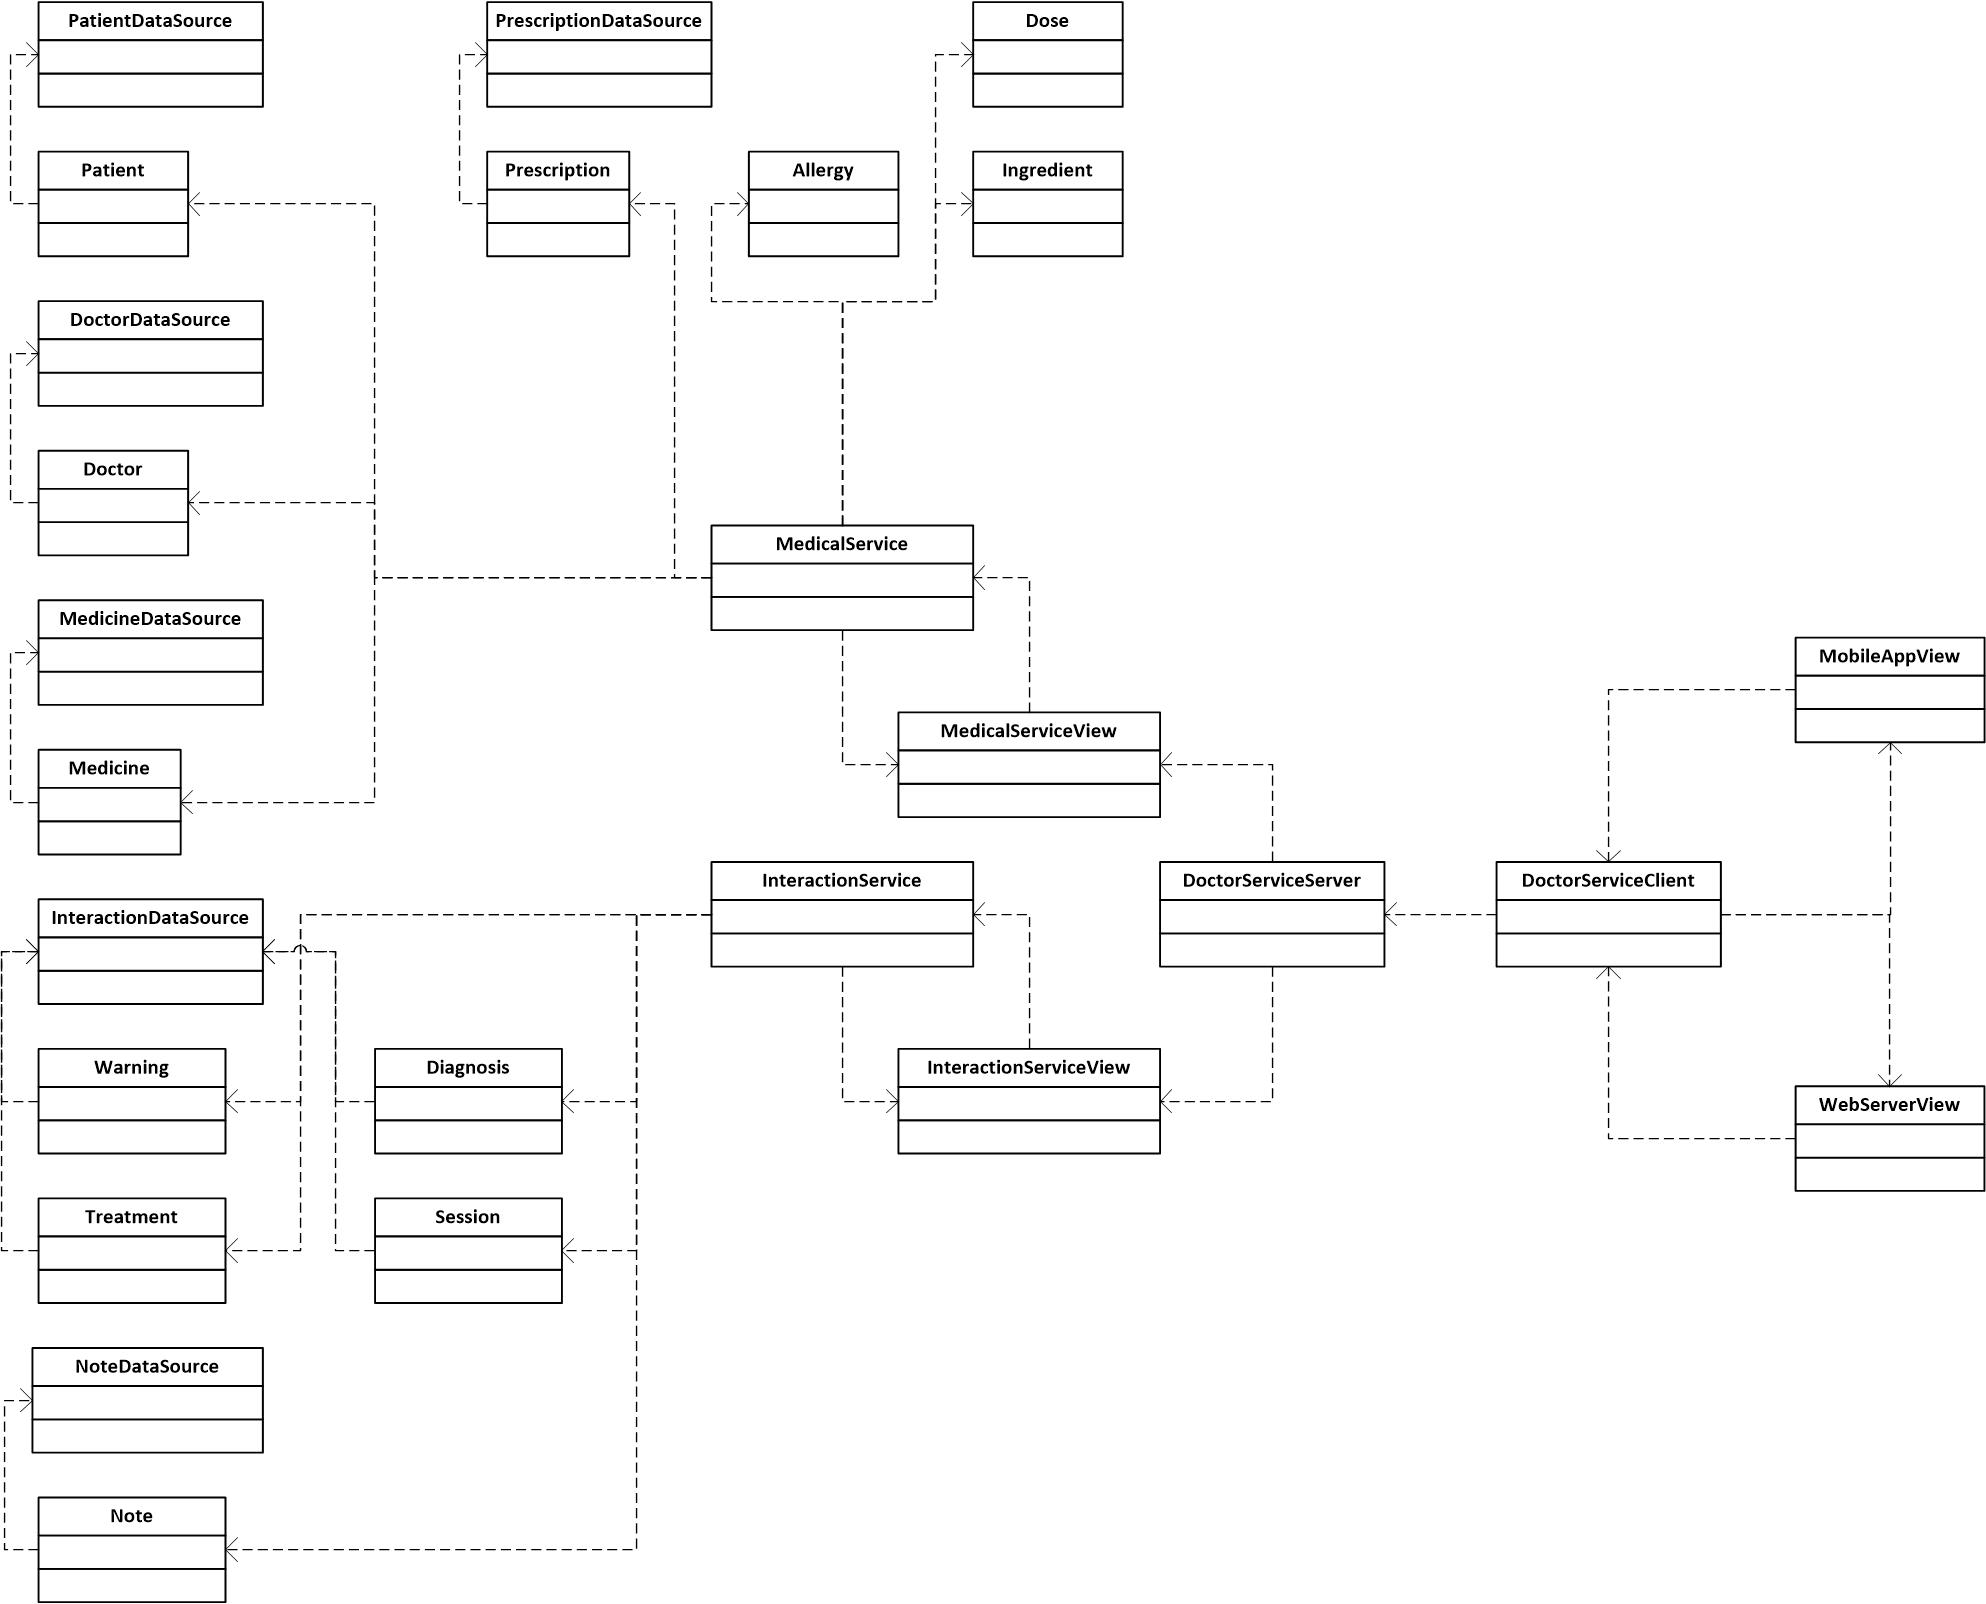 PatientDataSource
PrescriptionDataSource
Dose
Patient
Prescription
Allergy
Ingredient
DoctorDataSource
Doctor
MedicalService
MedicineDataSource
MobileAppView
MedicalServiceView
Medicine
InteractionService
DoctorServiceServer
DoctorServiceClient
InteractionDataSource
Warning
Diagnosis
InteractionServiceView
WebServerView
Treatment
Session
NoteDataSource
Note